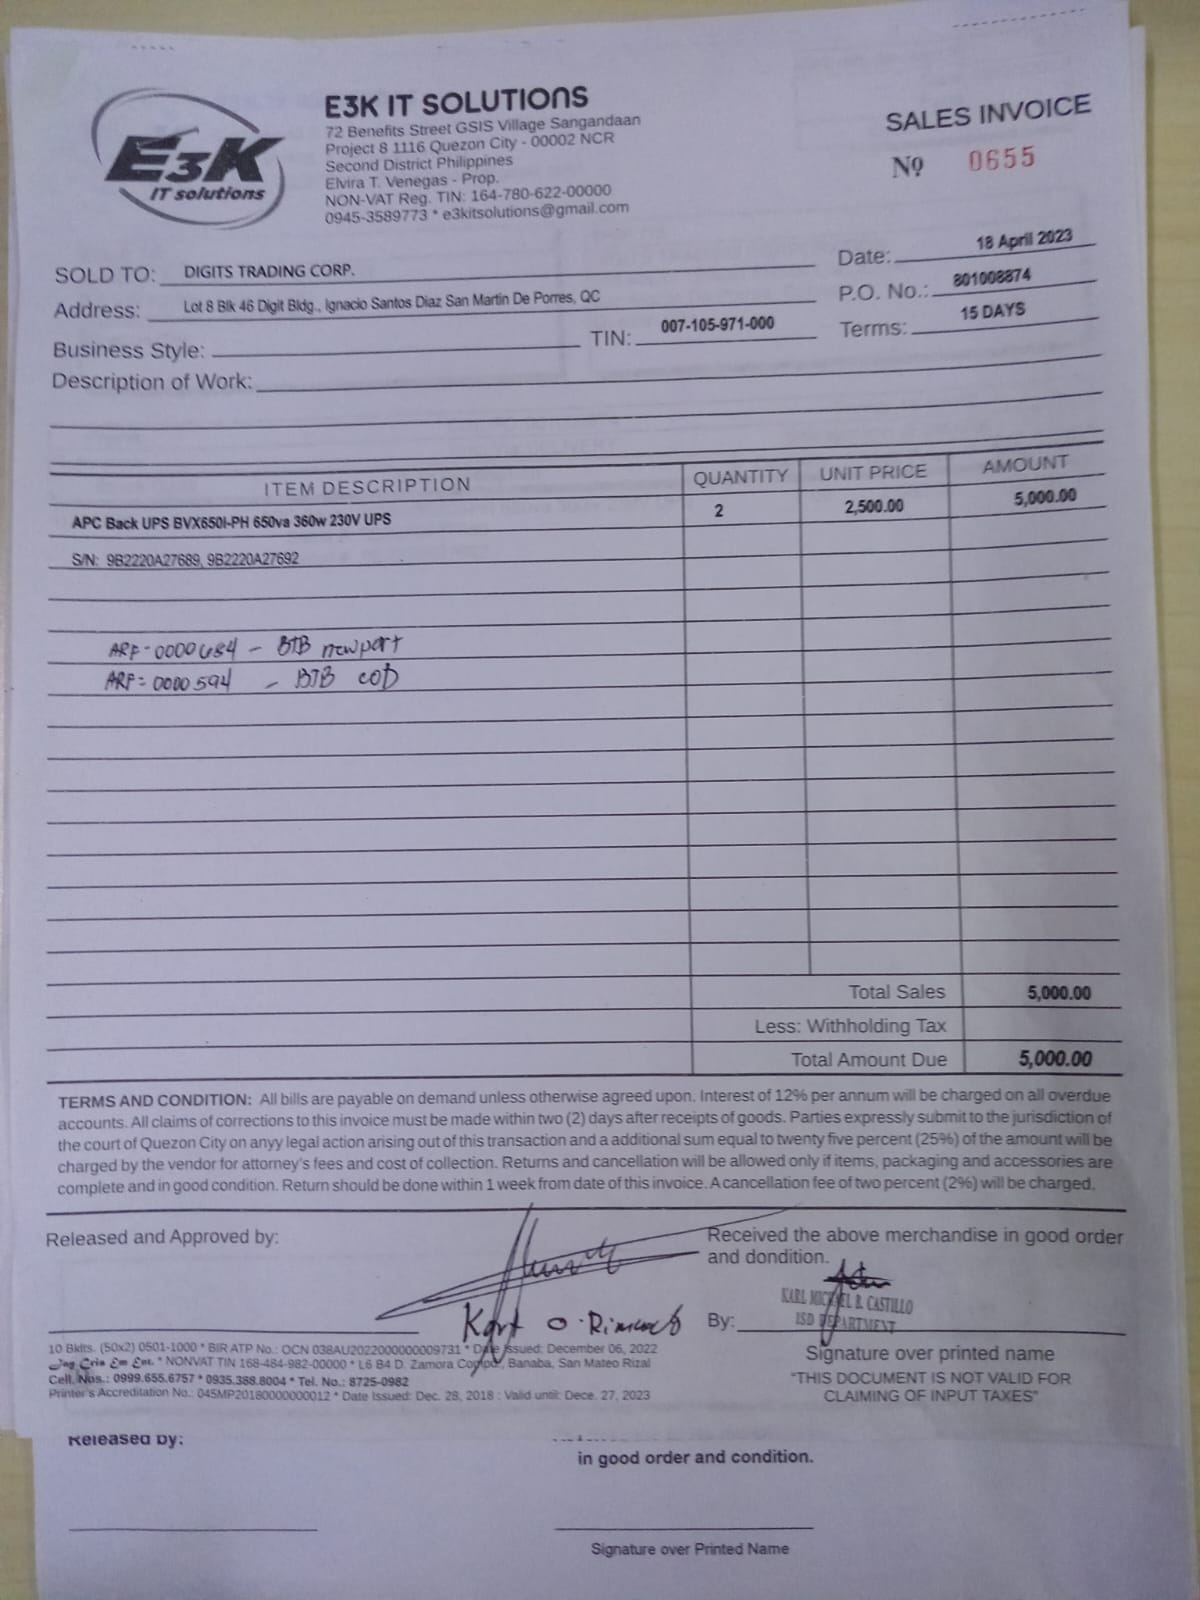 E3K
IT solutions
E3K IT SOLUTIONS
72 Benefits Street GSIS Village Sangandaan
Project 8 1116 Quezon City - 00002 NCR
Second District Philippines
Elvira T. Venegas - Prop.
NON-VAT Reg. TIN: 164-780-622-00000
0945-3589773 * e3kitsolutions@gmail.com
SALES INVOICE
Nº 0655
Date: 18 April 2023
P.O. No.: 801008874
Terms: 15 DAYS
SOLD TO: DIGITS TRADING CORP.
Address: Lot 8 Blk 46 Digit Bldg., Ignacio Santos Diaz San Martin De Porres, QC
Business Style: TIN: 007-105-971-000
Description of Work:
ITEM DESCRIPTION QUANTITY UNIT PRICE AMOUNT
APC Back UPS BVX650I-PH 650va 360w 230V UPS 2 2,500.00 5,000.00
S/N: 9B2220A27689, 9B2220A27692
ARF-0000684 - BTB newport
ARF=0000594 - BTB COD
Total Sales 5,000.00
Less: Withholding Tax
Total Amount Due 5,000.00
TERMS AND CONDITION: All bills are payable on demand unless otherwise agreed upon. Interest of 12% per annum will be charged on all overdue
accounts. All claims of corrections to this invoice must be made within two (2) days after receipts of goods. Parties expressly submit to the jurisdiction of
the court of Quezon City on anyy legal action arising out of this transaction and a additional sum equal to twenty five percent (25%) of the amount will be
charged by the vendor for attorney's fees and cost of collection. Returns and cancellation will be allowed only if items, packaging and accessories are
complete and in good condition. Return should be done within 1 week from date of this invoice. A cancellation fee of two percent (2%) will be charged.
Released and Approved by:
Received the above merchandise in good order
and dondition.
KARL MICHAEL B. CASTILLO
ISD DEPARTMENT
By:
Signature over printed name
"THIS DOCUMENT IS NOT VALID FOR
CLAIMING OF INPUT TAXES"
10 Bklts. (50x2) 0501-1000 * BIR ATP No.: OCN 038AU2022000000009731 * Date Issued: December 06, 2022
Cris Em Ent. * NONVAT TIN 168-484-982-00000 * L6 B4 D. Zamora Banaba, San Mateo Rizal
Cell. Nos.: 0999.655.6757 * 0935.388.8004 * Tel. No.: 8725-0982
Printer's Accreditation No.: 045MP20180000000012 * Date Issued: Dec. 28, 2018 : Valid until: Dece. 27, 2023
Released by:
in good order and condition.
Signature over Printed Name